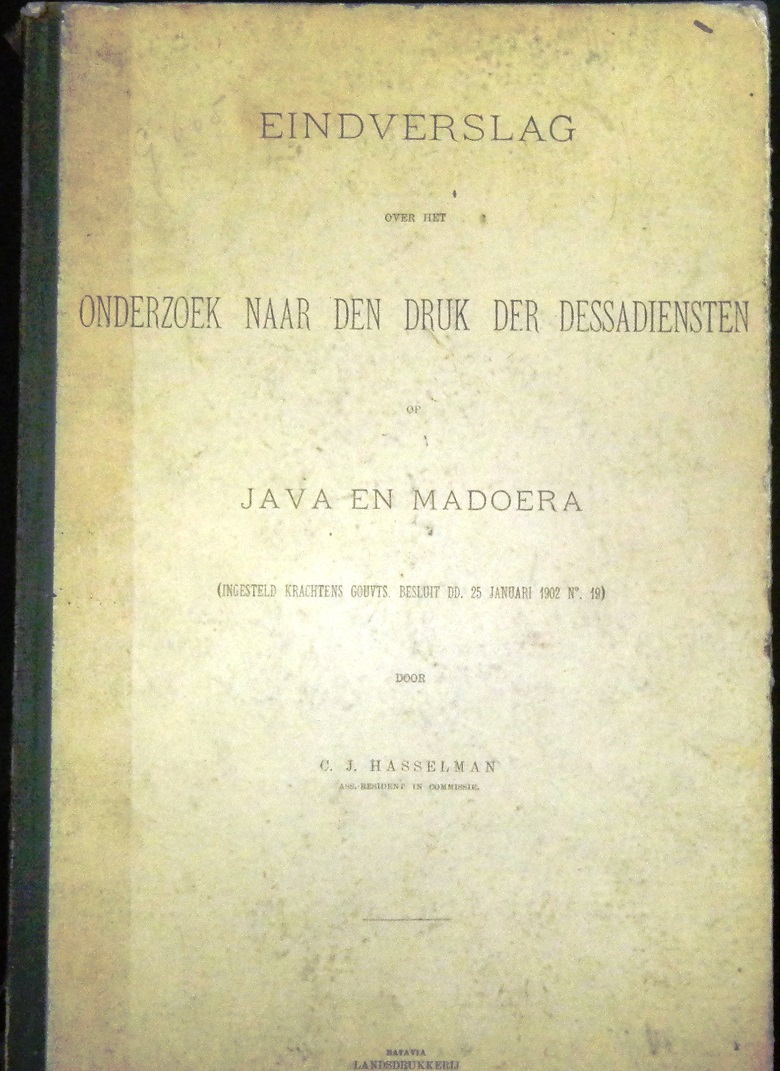 EINDVERSLAG
OVER HET
ONDERZOEK NAAR DEN DRUK DER DESSADIENSTEN
OP
JAVA EN MADOERA
(INGESTELD KRACHTENS GOUVTS. BESLUIT DD. 25 JANUARI 1902 Nº. 19)
DOOR
C. J. HASSELMAN
ASS.-RESIDENT IN COMMISSIE.
BATAVIA
LANDSDRUKKERIJ